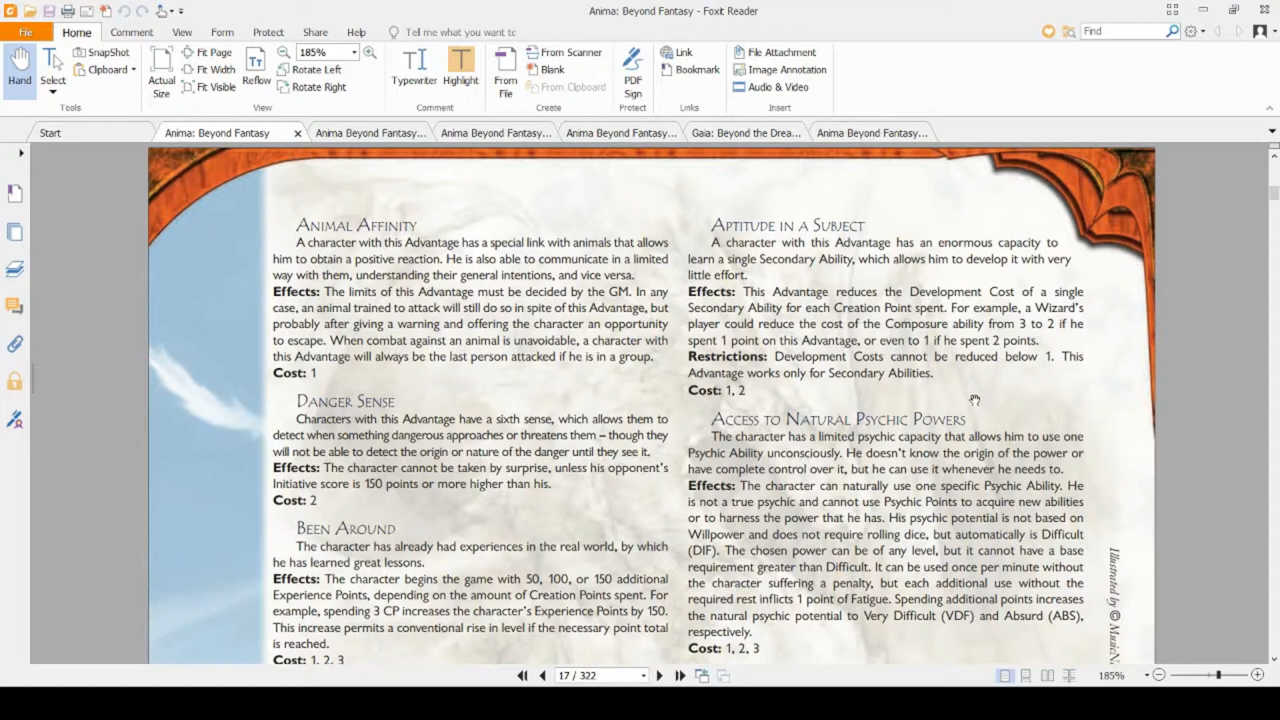 Anima: Beyond Fantasy - Foxit Reader
File Home Comment View Form Protect Share Help Tell me what you want tc Find
Hand
Select
SnapShot
Clipboard
Tools
Actual Size
Fit Page
Fit Width
Fit Visible
Reflow
185%
Rotate Left
Rotate Right
View
Typewriter
Highlight
Comment
From File
From Scanner
Blank
From Clipboard
Create
PDF Sign
Protect
Link
Bookmark
Links
File Attachment
Image Annotation
Audio & Video
Insert
Start Anima: Beyond Fantasy Anima Beyond Fantasy... Anima Beyond Fantasy... Anima Beyond Fantasy... Gaia: Beyond the Drea... Anima Beyond Fantasy...
ANIMAL AFFINITY
A character with this Advantage has a special link with animals that allows
him to obtain a positive reaction. He is also able to communicate in a limited
way with them, understanding their general intentions, and vice versa.
Effects: The limits of this Advantage must be decided by the GM. In any
case, an animal trained to attack will still do so in spite of this Advantage, but
probably after giving a warning and offering the character an opportunity
to escape. When combat against an animal is unavoidable, a character with
this Advantage will always be the last person attacked if he is in a group.
Cost: 1
DANGER SENSE
Characters with this Advantage have a sixth sense, which allows them to
detect when something dangerous approaches or threatens them – though they
will not be able to detect the origin or nature of the danger until they see it.
Effects: The character cannot be taken by surprise, unless his opponent's
Initiative score is 150 points or more higher than his.
Cost: 2
BEEN AROUND
The character has already had experiences in the real world, by which
he has learned great lessons.
Effects: The character begins the game with 50, 100, or 150 additional
Experience Points, depending on the amount of Creation Points spent. For
example, spending 3 CP increases the character's Experience Points by 150.
This increase permits a conventional rise in level if the necessary point total
is reached.
Cost: 1, 2, 3
APTITUDE IN A SUBJECT
A character with this Advantage has an enormous capacity to
learn a single Secondary Ability, which allows him to develop it with very
little effort.
Effects: This Advantage reduces the Development Cost of a single
Secondary Ability for each Creation Point spent. For example, a Wizard's
player could reduce the cost of the Composure ability from 3 to 2 if he
spent 1 point on this Advantage, or even to 1 if he spent 2 points.
Restrictions: Development Costs cannot be reduced below 1. This
Advantage works only for Secondary Abilities.
Cost: 1, 2
ACCESS TO NATURAL PSYCHIC POWERS
The character has a limited psychic capacity that allows him to use one
Psychic Ability unconsciously. He doesn't know the origin of the power or
have complete control over it, but he can use it whenever he needs to.
Effects: The character can naturally use one specific Psychic Ability. He
is not a true psychic and cannot use Psychic Points to acquire new abilities
or to harness the power that he has. His psychic potential is not based on
Willpower and does not require rolling dice, but automatically is Difficult
(DIF). The chosen power can be of any level, but it cannot have a base
requirement greater than Difficult. It can be used once per minute without
the character suffering a penalty, but each additional use without the
required rest inflicts 1 point of Fatigue. Spending additional points increases
the natural psychic potential to Very Difficult (VDF) and Absurd (ABS),
respectively.
Cost: 1, 2, 3
Illustrated by ©
17 / 322
185%